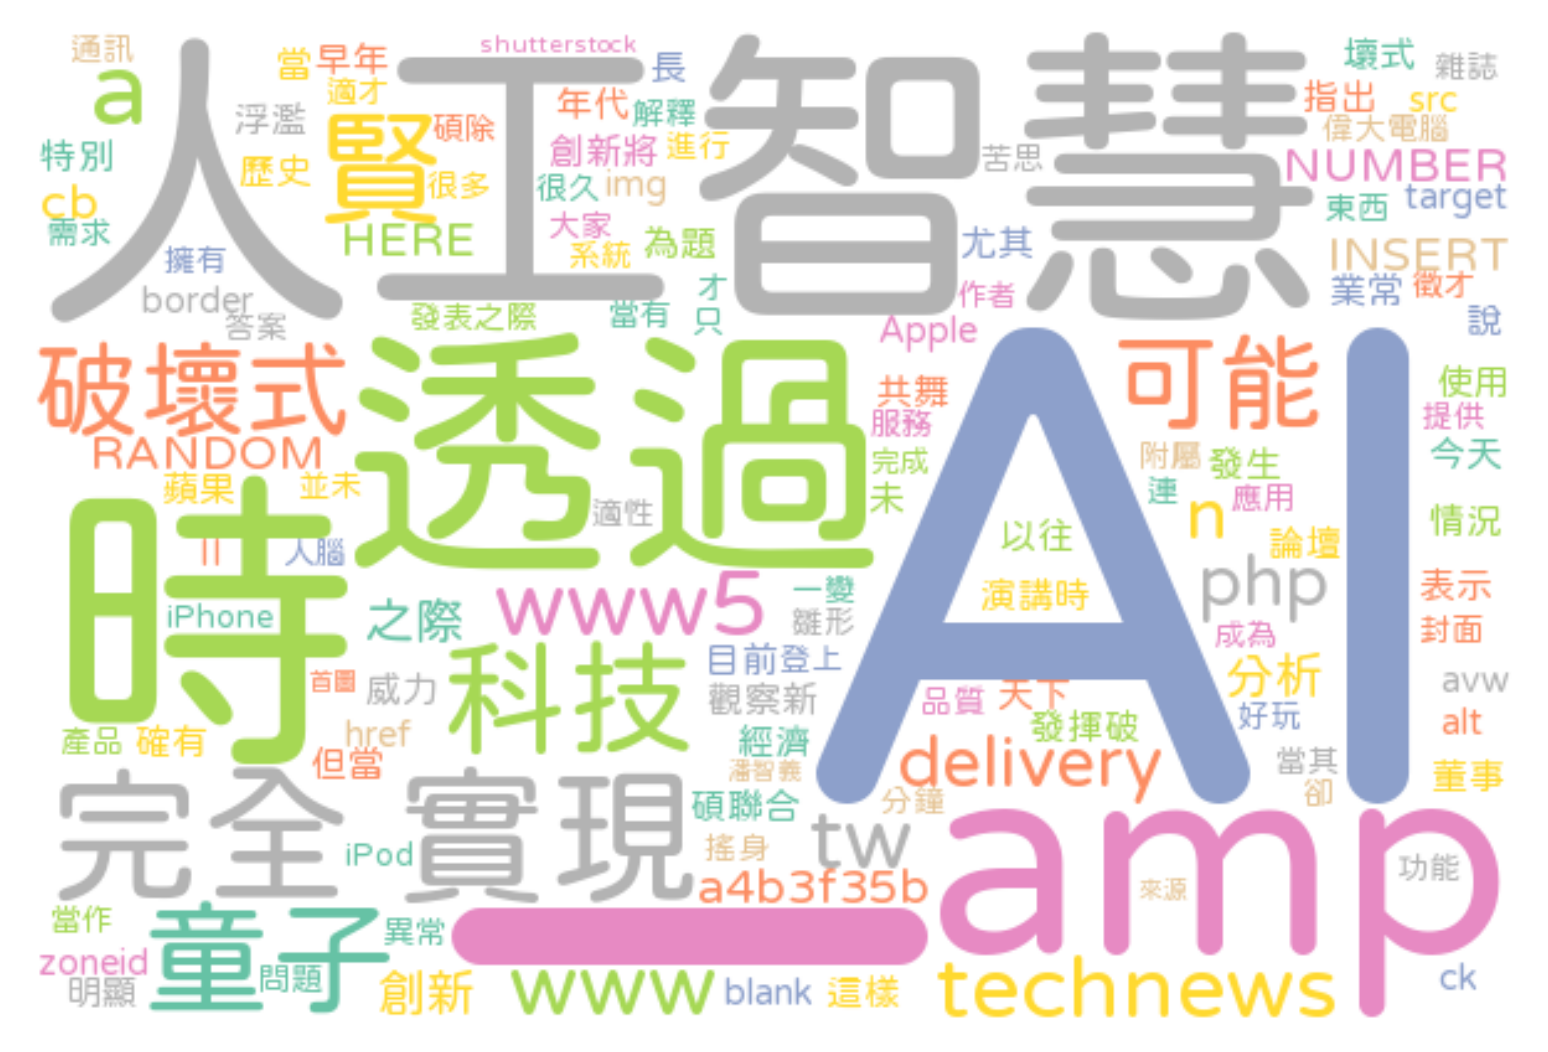 人工智慧
通訊
當
早年
shutterstock
長
壞式
雜誌
a
適才
年代
解釋
指出
src
浮濫
賢
碩除
偉大電腦
特別
歷史
創新將
進行
苦思
NUMBER
cb
很多
很久
img
東西
target
需求
HERE
大家
系統
為題
尤其
INSERT
擁有
border
答案
發表之際
當有
才
只
作者
Apple
業常
徵才
說
破壞式
透過
AI
可能
共舞
服務
使用
提供
RANDOM
今天
蘋果
並未
完成
未
附屬
發生
連
應用
時
適性
n
情況
II
人腦
以往
論壇
iPhone
之際
www5
一變
雛形
演講時
php
表示
成為
封面
首圖
威力
科技
目前登上
觀察新
品質
天下
分析
avw
產品
確有
href
經濟
發揮破
好玩
alt
但當
潘智義
delivery
當其
董事
卻
完全
實現
iPod
碩聯合
分鐘
搖身
tw
a4b3f35b
amp
功能
來源
當作
童子
異常
zoneid
問題
明顯
創新
www
blank
這樣
technews
ck